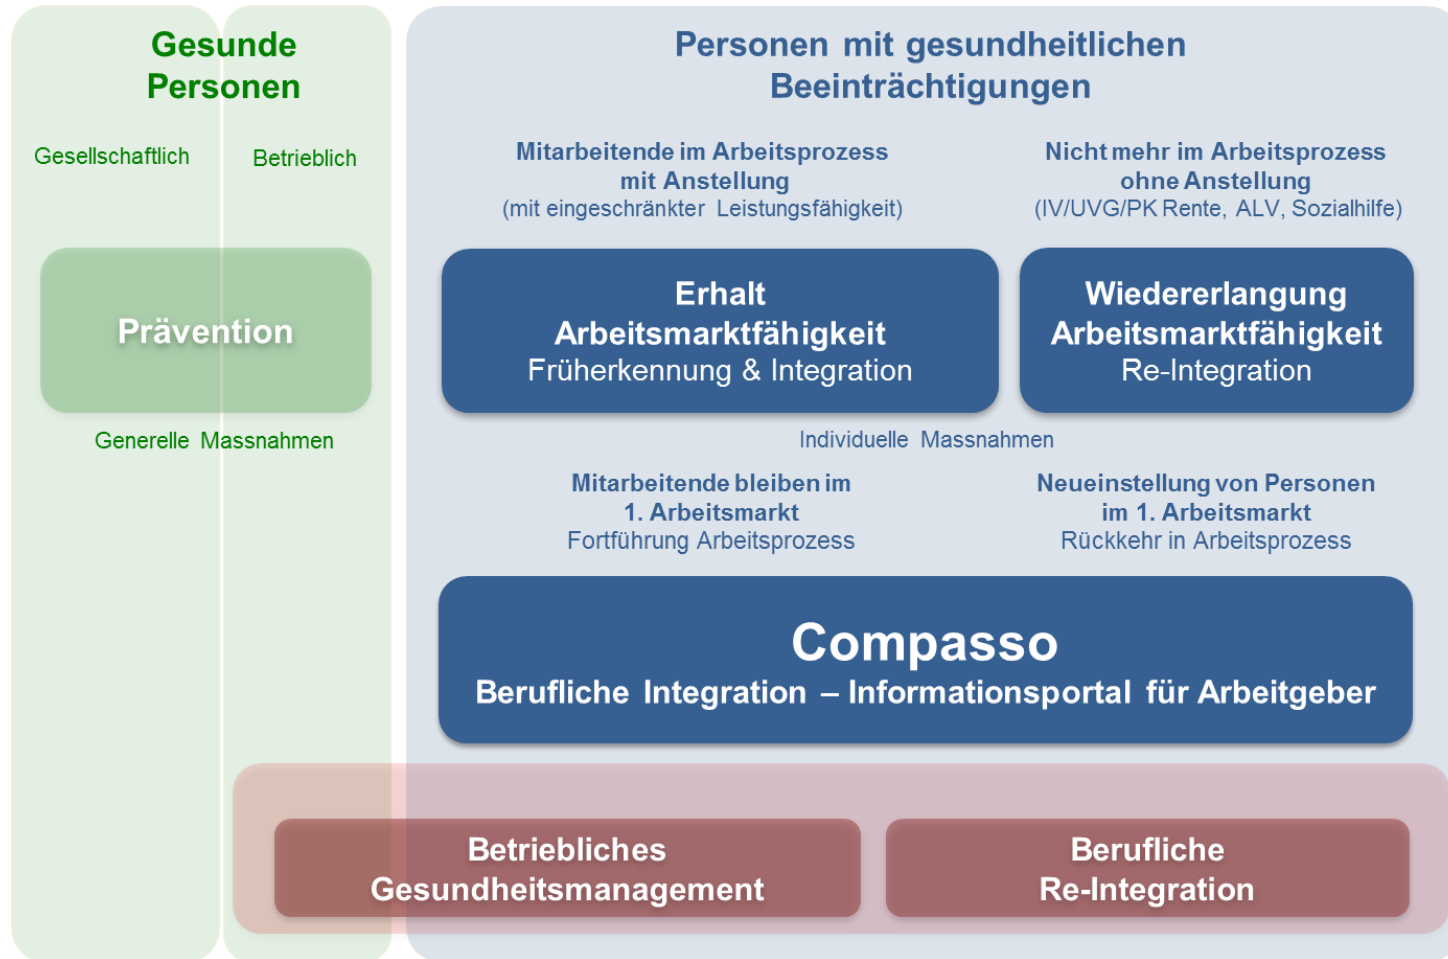 Gesunde
Personen
Gesellschaftlich
Betrieblich
Prävention
Generelle Massnahmen
Personen mit gesundheitlichen
Beeinträchtigungen
Mitarbeitende im Arbeitsprozess
mit Anstellung
(mit eingeschränkter Leistungsfähigkeit)
Nicht mehr im Arbeitsprozess
ohne Anstellung
(IV/UVG/PK Rente, ALV, Sozialhilfe)
Erhalt
Arbeitsmarktfähigkeit
Früherkennung & Integration
Wiedererlangung
Arbeitsmarktfähigkeit
Re-Integration
Individuelle Massnahmen
Mitarbeitende bleiben im
1. Arbeitsmarkt
Fortführung Arbeitsprozess
Neueinstellung von Personen
im 1. Arbeitsmarkt
Rückkehr in Arbeitsprozess
Compasso
Berufliche Integration – Informationsportal für Arbeitgeber
Betriebliches
Gesundheitsmanagement
Berufliche
Re-Integration